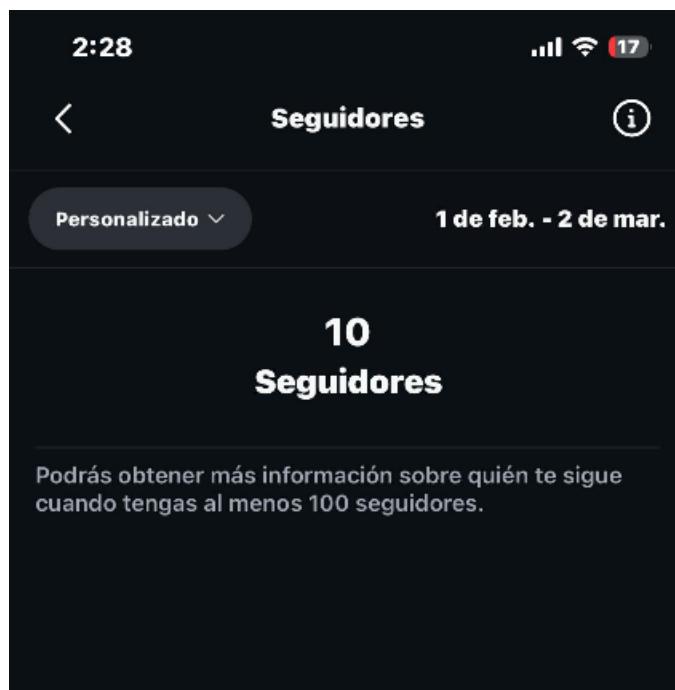 2:28
17
Seguidores
Personalizado
1 de feb. - 2 de mar.
10
Seguidores
Podrás obtener más información sobre quién te sigue
cuando tengas al menos 100 seguidores.